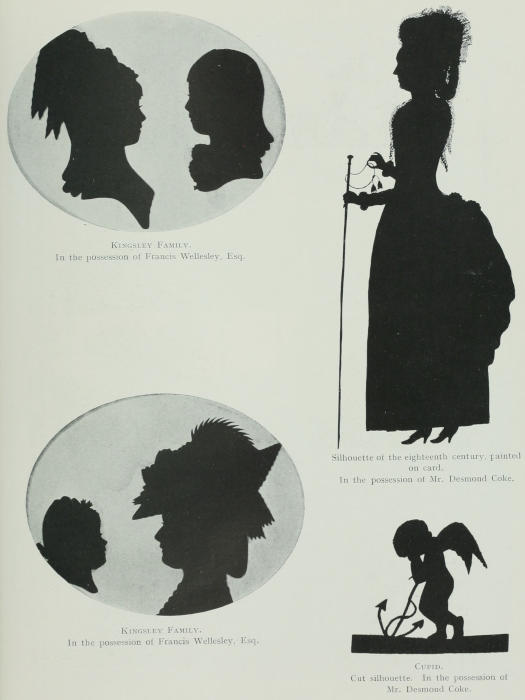 Kingsley Family.
In the possession of Francis Wellesley, Esq.
Silhouette of the eighteenth century, painted
on card.
In the possession of Mr. Desmond Coke.
Kingsley Family.
In the possession of Francis Wellesley, Esq.
Cupid.
Cut silhouette. In the possession of
Mr. Desmond Coke.